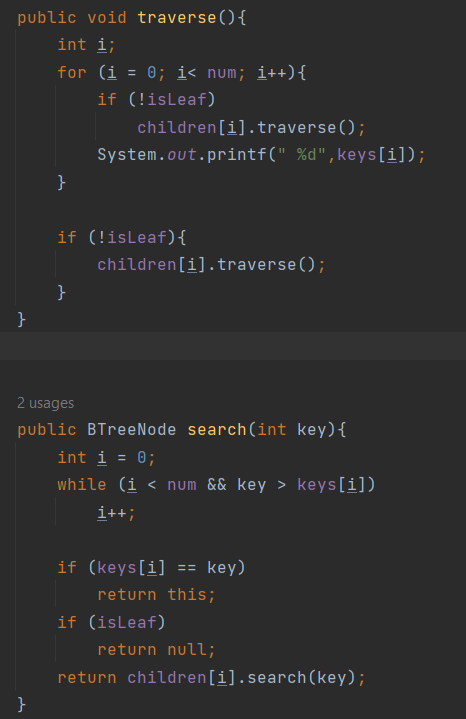 public void traverse(){
    int i;
    for (i = 0; i< num; i++){
        if (!isLeaf)
            children[i].traverse();
        System.out.printf(" %d",keys[i]);
    }
    if (!isLeaf){
        children[i].traverse();
    }
}
2 usages
public BTreeNode search(int key){
    int i = 0;
    while (i < num && key > keys[i])
        i++;
    if (keys[i] == key)
        return this;
    if (isLeaf)
        return null;
    return children[i].search(key);
}